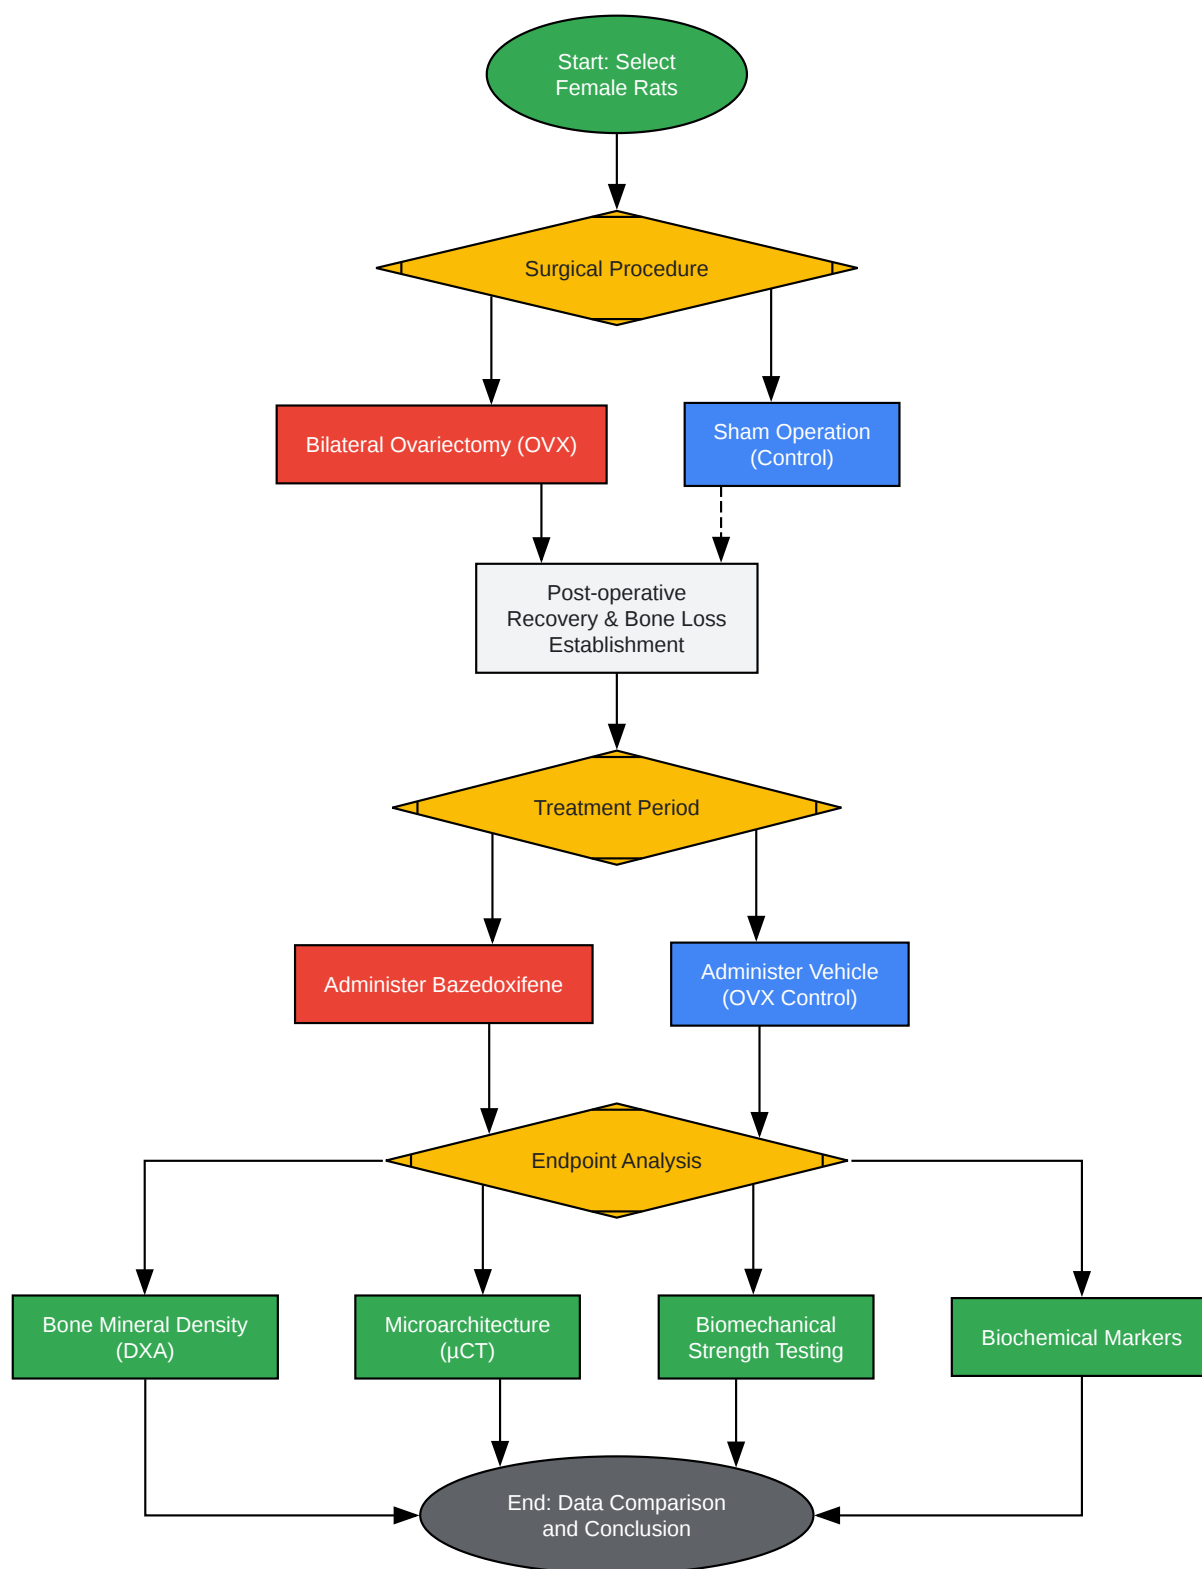 Start: Select
Female Rats
Surgical Procedure
Bilateral Ovariectomy (OVX)
Sham Operation
(Control)
Post-operative
Recovery & Bone Loss
Establishment
Treatment Period
Administer Bazedoxifene
Administer Vehicle
(OVX Control)
Endpoint Analysis
Bone Mineral Density
(DXA)
Microarchitecture
(µCT)
Biomechanical
Strength Testing
Biochemical Markers
End: Data Comparison
and Conclusion